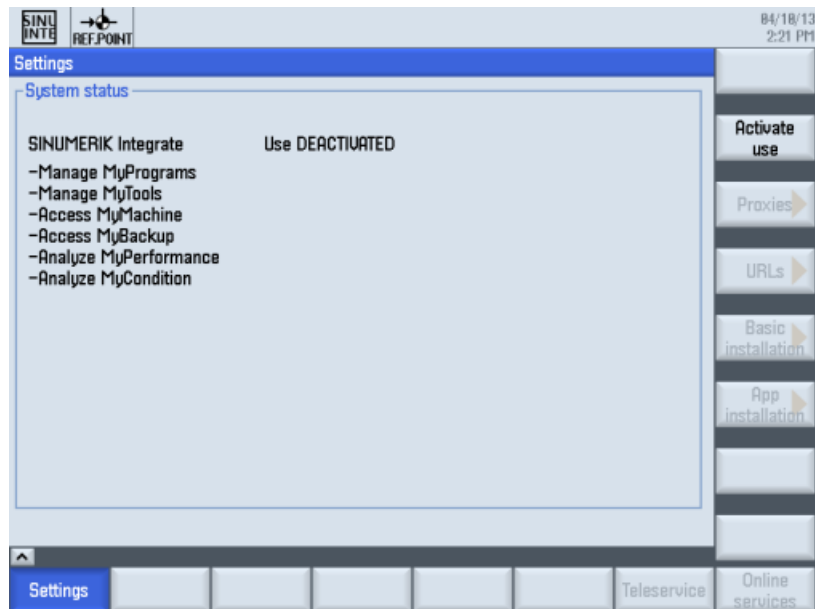 SINU
INTE
REF.POINT
04/18/13
2:21 PM
Settings
System status
SINUMERIK Integrate Use DEACTIVATED
-Manage MyPrograms
-Manage MyTools
-Access MyMachine
-Access MyBackup
-Analyze MyPerformance
-Analyze MyCondition
Activate
use
Proxies
URLs
Basic
installation
App
installation
Settings
Teleservice
Online
services